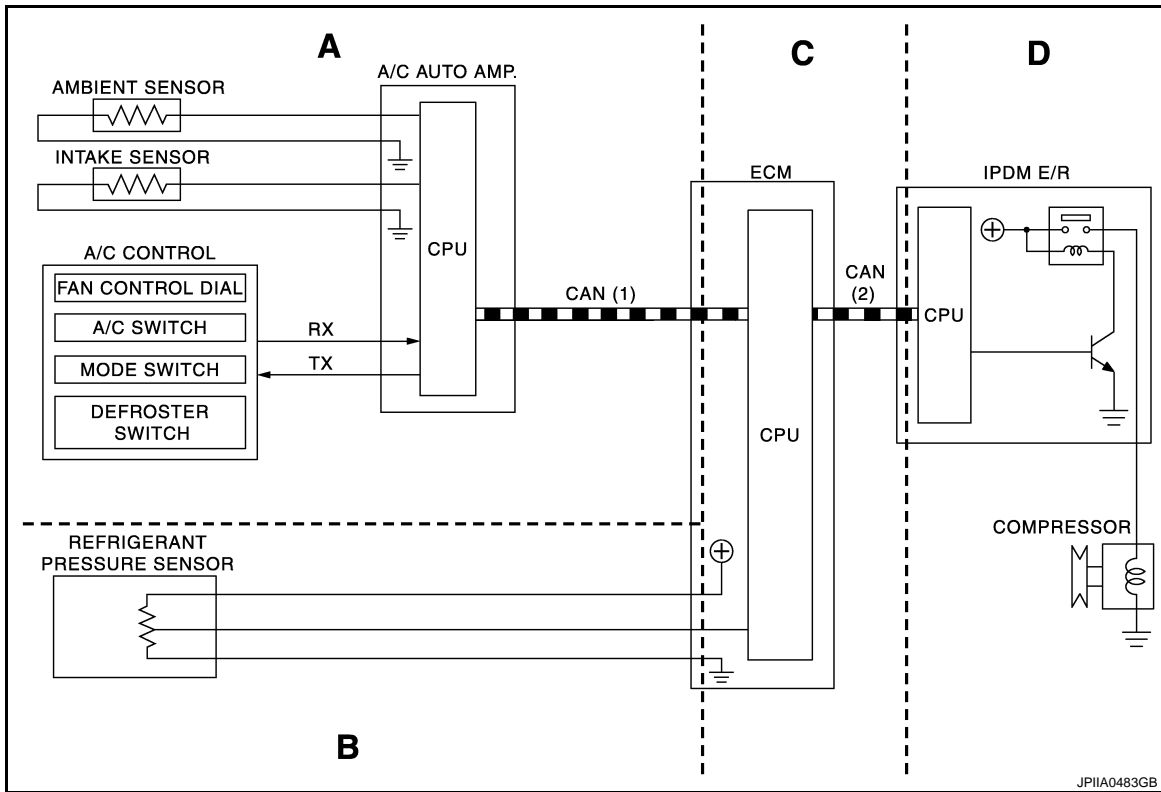 A
C
D
A/C AUTO AMP.
AMBIENT SENSOR
INTAKE SENSOR
CPU
A/C CONTROL
FAN CONTROL DIAL
A/C SWITCH
MODE SWITCH
DEFROSTER
SWITCH
RX
TX
CAN (1)
ECM
CPU
CAN
(2)
IPDM E/R
CPU
COMPRESSOR
REFRIGERANT
PRESSURE SENSOR
B
JPIIA0483GB